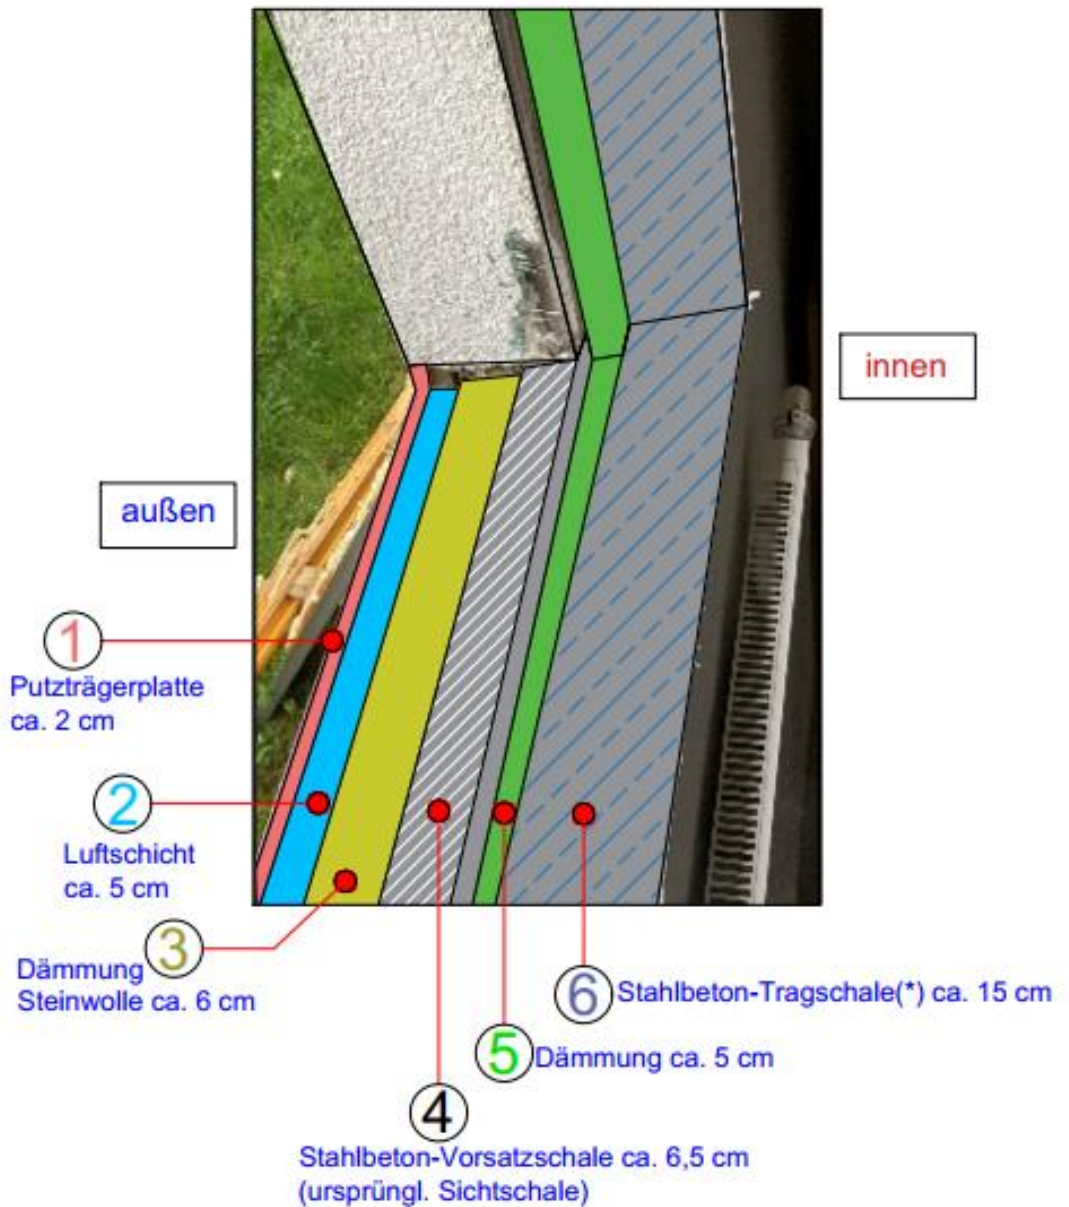 innen
außen
1
Putzträgerplatte
ca. 2 cm
2
Luftschicht
ca. 5 cm
3
Dämmung
Steinwolle ca. 6 cm
6
Stahlbeton-Tragschale(*) ca. 15 cm
5
Dämmung ca. 5 cm
4
Stahlbeton-Vorsatzschale ca. 6,5 cm
(ursprüngl. Sichtschale)